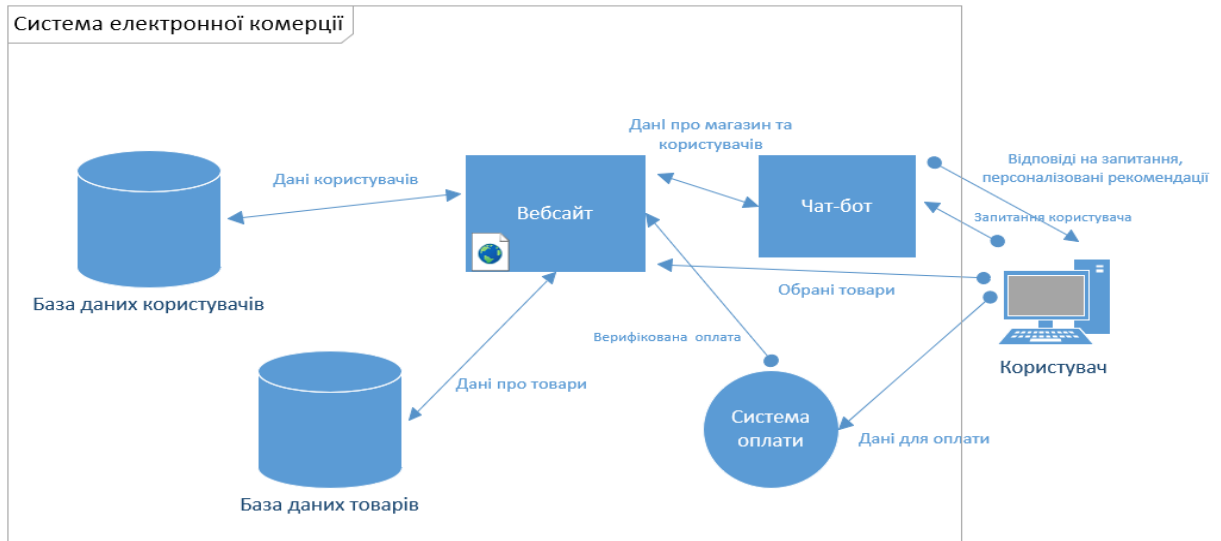 Система електронної комерції
ДанІ про магазин та
користувачів
Відповіді на запитання,
персоналізовані рекомендації
Дані користувачів
Вебсайт
Чат-бот
Запитання користувача
Обрані товари
База даних користувачів
Верифікована оплата
Користувач
Дані про товари
Система
оплати
Дані для оплати
База даних товарів